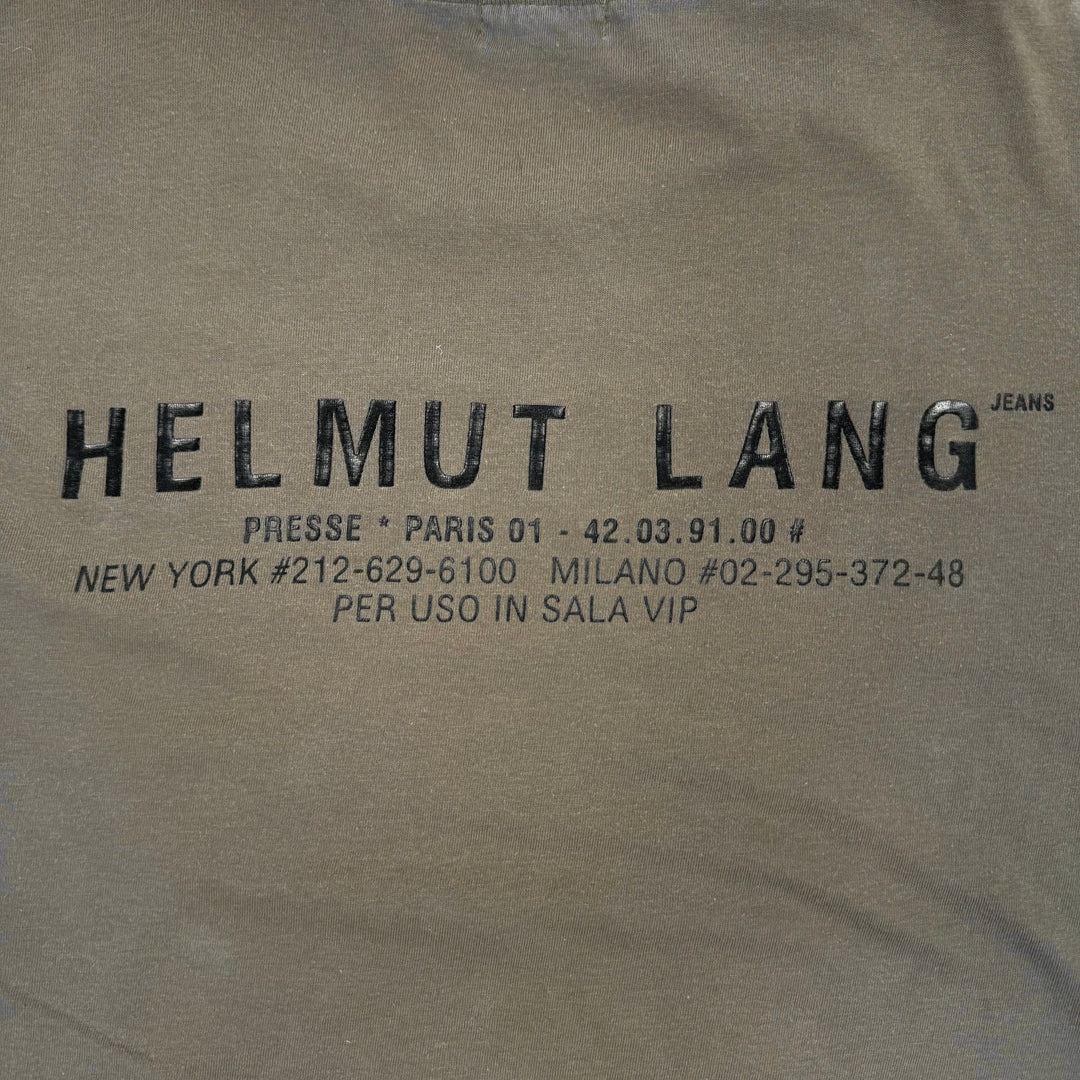 HELMUT LANG JEANS
PRESSE * PARIS 01 - 42.03.91.00 #
NEW YORK #212-629-6100 MILANO #02-295-372-48
PER USO IN SALA VIP